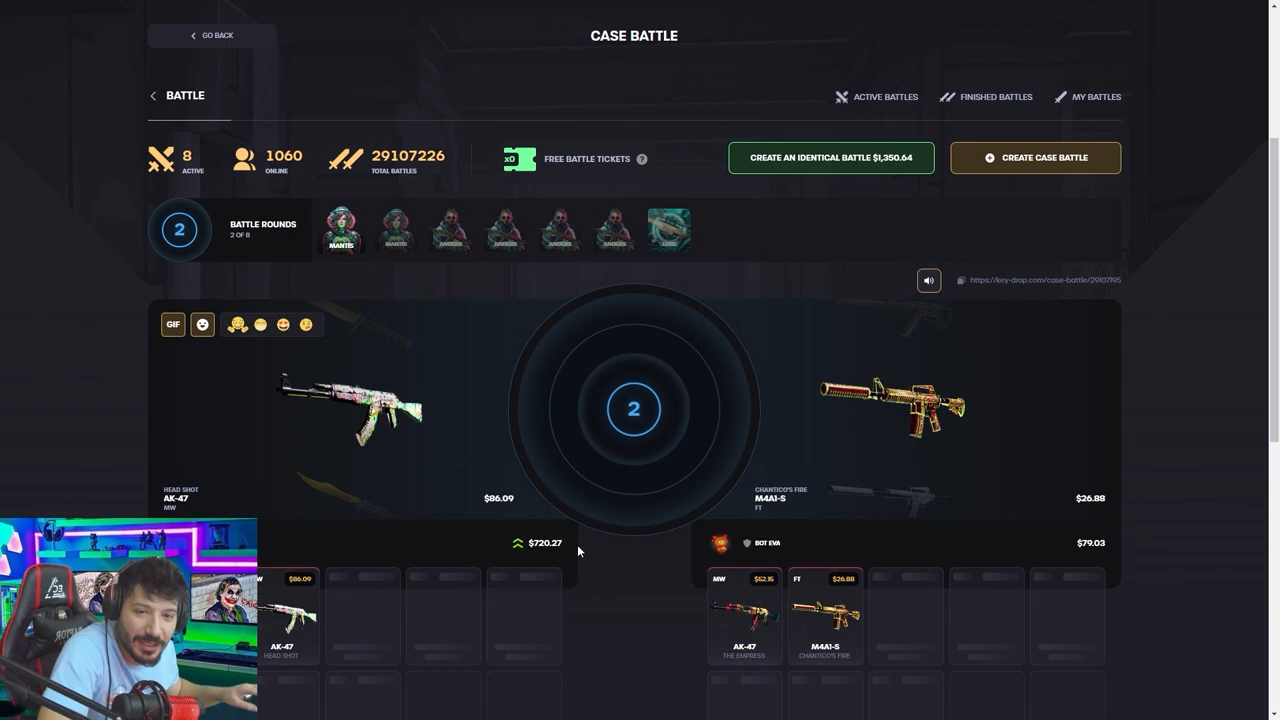 GO BACK
CASE BATTLE
BATTLE
ACTIVE BATTLES
FINISHED BATTLES
MY BATTLES
8
ACTIVE
1060
ONLINE
29107226
TOTAL BATTLES
x0
FREE BATTLE TICKETS ?
CREATE AN IDENTICAL BATTLE $1,350.64
CREATE CASE BATTLE
2
BATTLE ROUNDS
2 OF 8
MANTIS
MANTIS
ANDERS
ANDERS
ANDERS
ANDERS
https://key-drop.com/case-battle/29107195
GIF
2
HEAD SHOT
AK-47
MW
$86.09
CHANTICO'S FIRE
M4A1-S
FT
$26.88
$720.27
BOT EVA
$79.03
W $86.09
AK-47
HEAD SHOT
MW $52.15
AK-47
THE EMPRESS
FT $26.88
M4A1-S
CHANTICO'S FIRE